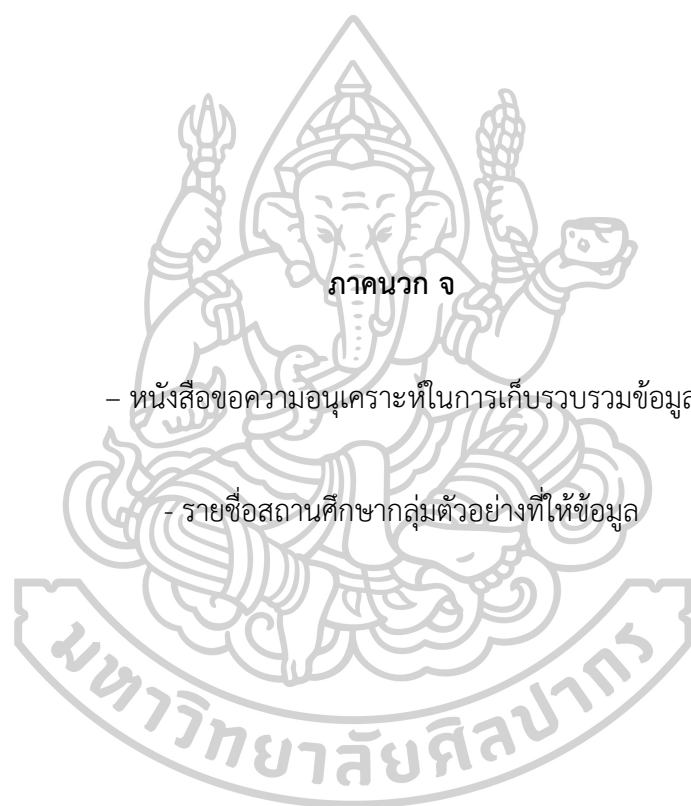 ภาคนวก จ
– หนังสือขอความอนุเคราะห์ในการเก็บรวบรวมข้อมูล
- รายชื่อสถานศึกษากลุ่มตัวอย่างที่ให้ข้อมูล
มหาวิทยาลัยศิลปากร